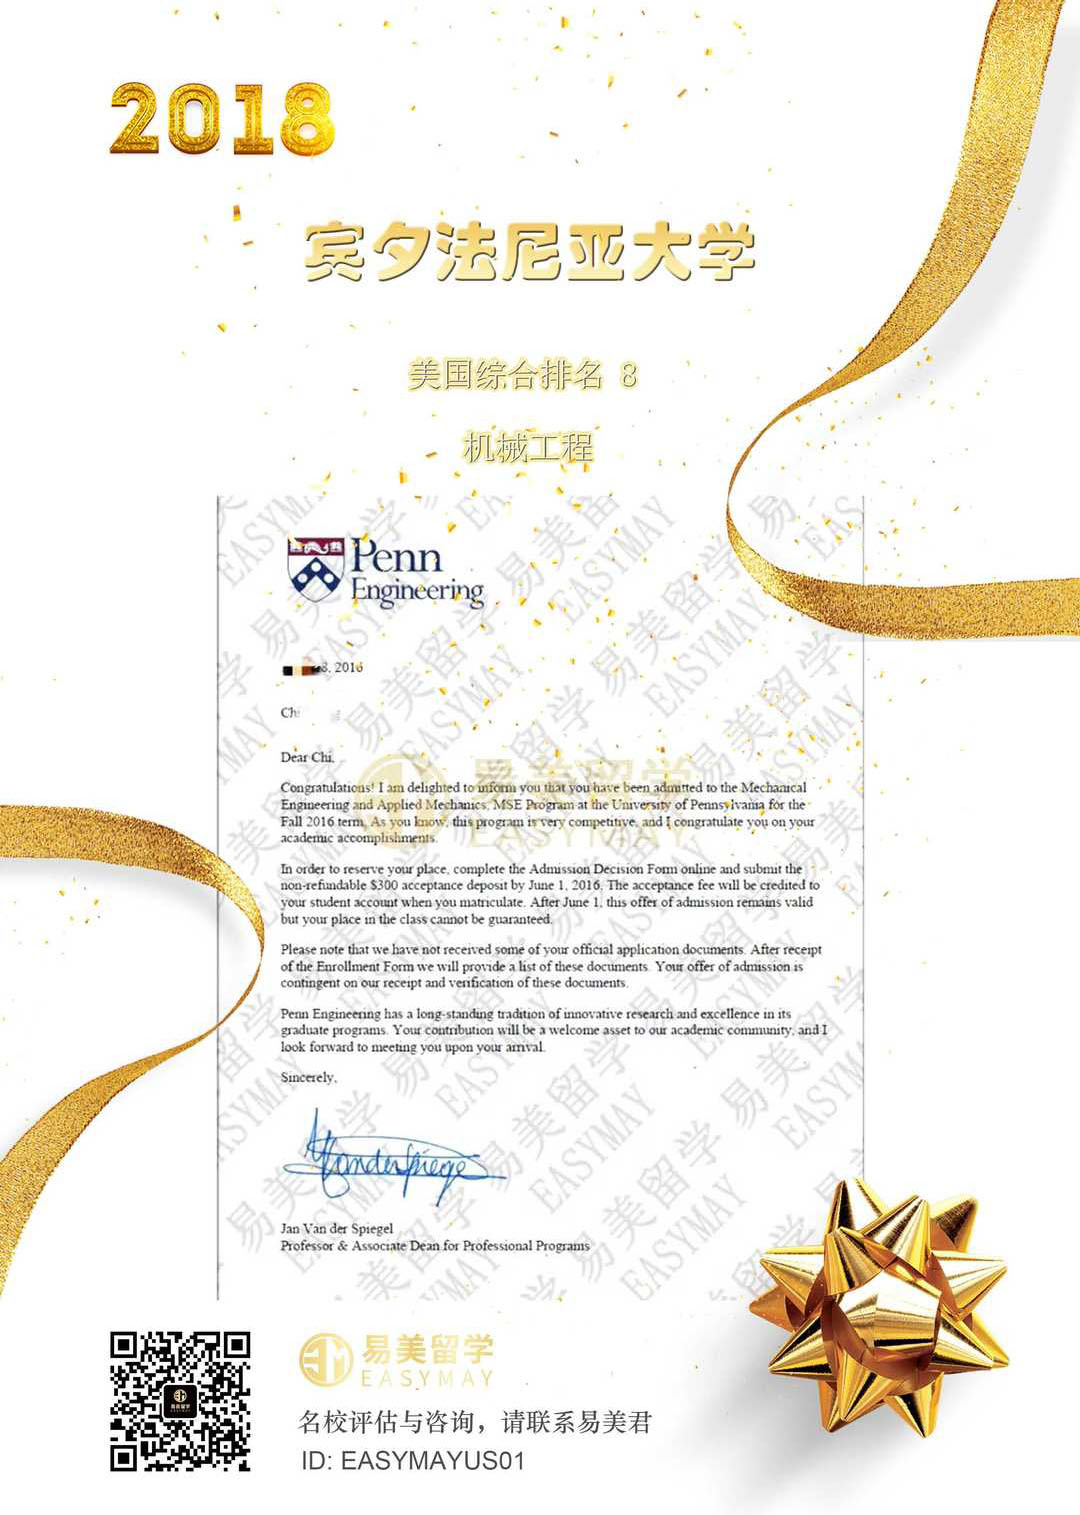 2018
宾夕法尼亚大学
美国综合排名 8
机械工程
Penn
Engineering
8, 2016
Chi
Dear Chi,
Congratulations! I am delighted to inform you that you have been admitted to the Mechanical
Engineering and Applied Mechanics, MSE Program at the University of Pennsylvania for the
Fall 2016 term. As you know, this program is very competitive, and I congratulate you on your
academic accomplishments.
In order to reserve your place, complete the Admission Decision Form online and submit the
non-refundable $300 acceptance deposit by June 1, 2016. The acceptance fee will be credited to
your student account when you matriculate. After June 1, this offer of admission remains valid
but your place in the class cannot be guaranteed.
Please note that we have not received some of your official application documents. After receipt
of the Enrollment Form we will provide a list of these documents. Your offer of admission is
contingent on our receipt and verification of these documents.
Penn Engineering has a long-standing tradition of innovative research and excellence in its
graduate programs. Your contribution will be a welcome asset to our academic community, and I
look forward to meeting you upon your arrival.
Sincerely,
Jan Van der Spiegel
Professor & Associate Dean for Professional Programs
易美留学
EASYMAY
易美留学
EASYMAY
名校评估与咨询，请联系易美君
ID: EASYMAYUS01